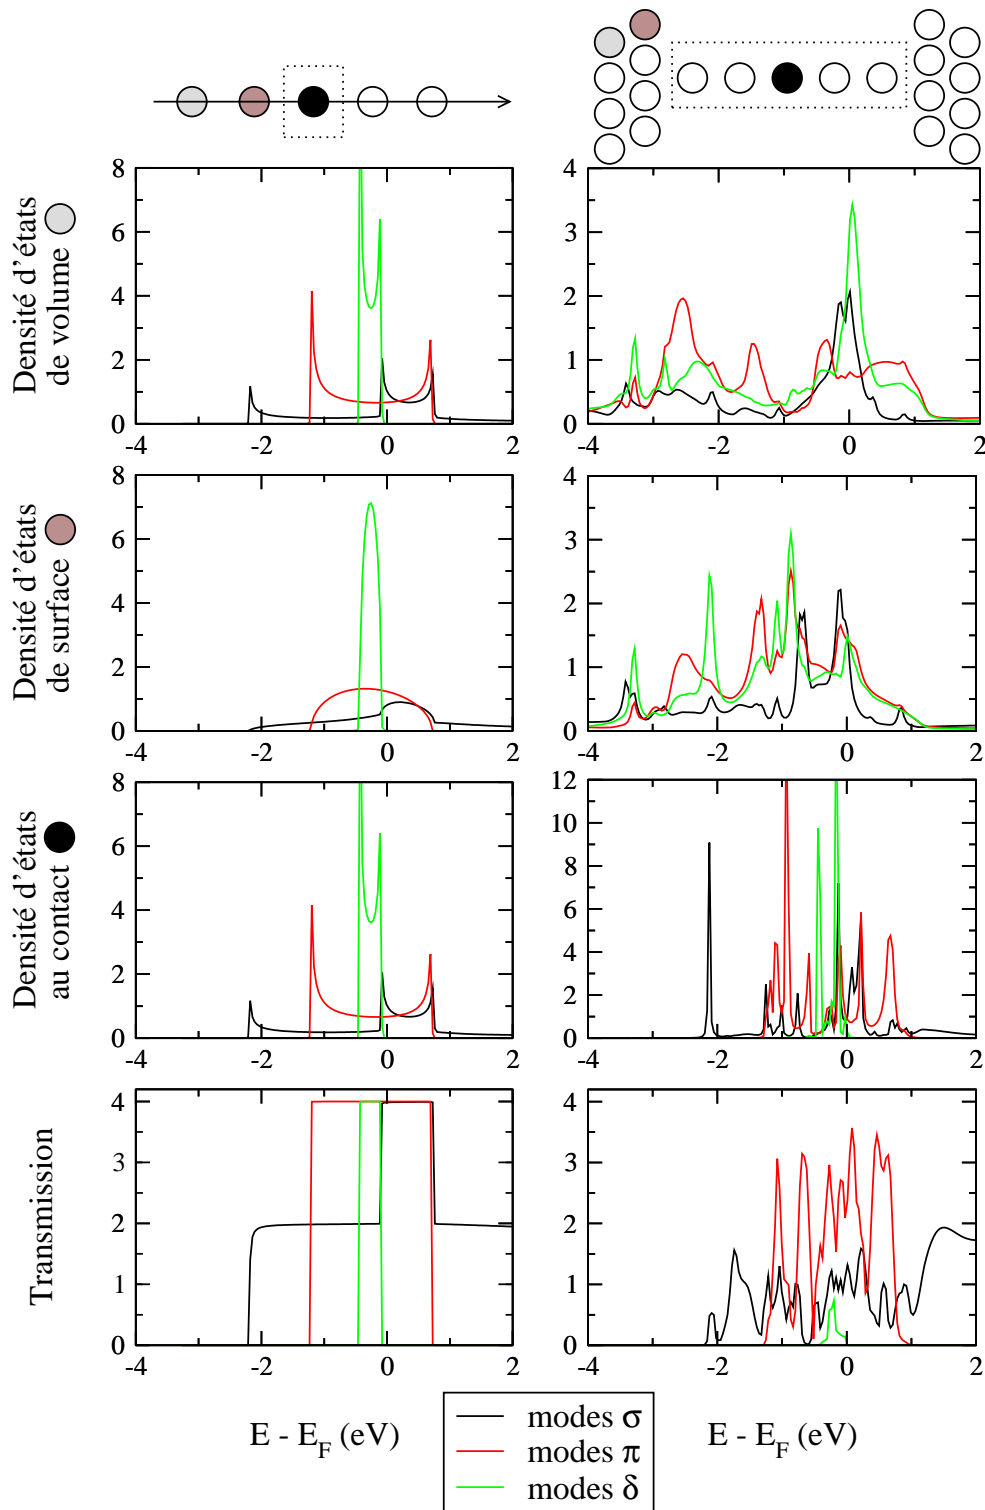 Densité d'états
de volume
8
6
4
2
0
-4 -2 0 2
4
3
2
1
0
-4 -2 0 2
Densité d'états
de surface
8
6
4
2
0
-4 -2 0 2
4
3
2
1
0
-4 -2 0 2
Densité d'états
au contact
8
6
4
2
0
-4 -2 0 2
12
10
8
6
4
2
0
-4 -2 0 2
Transmission
4
3
2
1
0
-4 -2 0 2
4
3
2
1
0
-4 -2 0 2
E - E_F (eV)
E - E_F (eV)
modes σ
modes π
modes δ